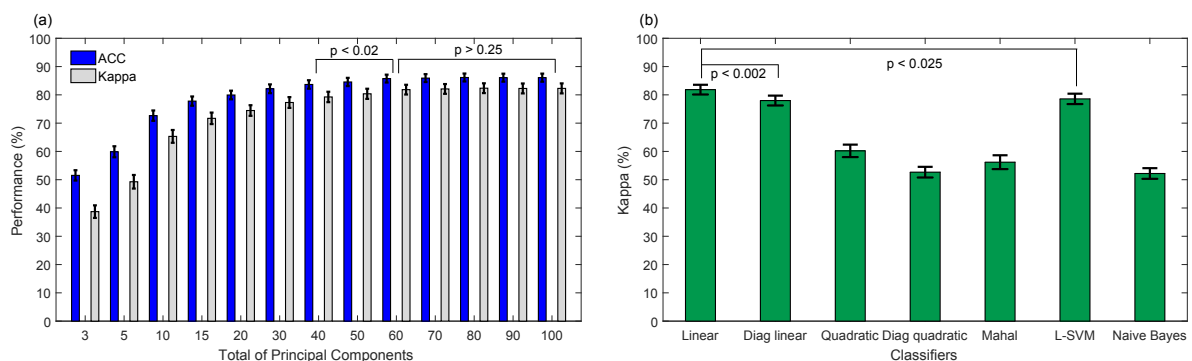 (a)
p < 0.02
p > 0.25
ACC
Kappa
100
90
80
70
60
50
40
30
20
10
0
Performance (%)
3 5 10 15 20 30 40 50 60 70 80 90 100
Total of Principal Components
(b)
p < 0.025
p < 0.002
100
90
80
70
60
50
40
30
20
10
0
Kappa (%)
Linear Diag linear Quadratic Diag quadratic Mahal L-SVM Naive Bayes
Classifiers